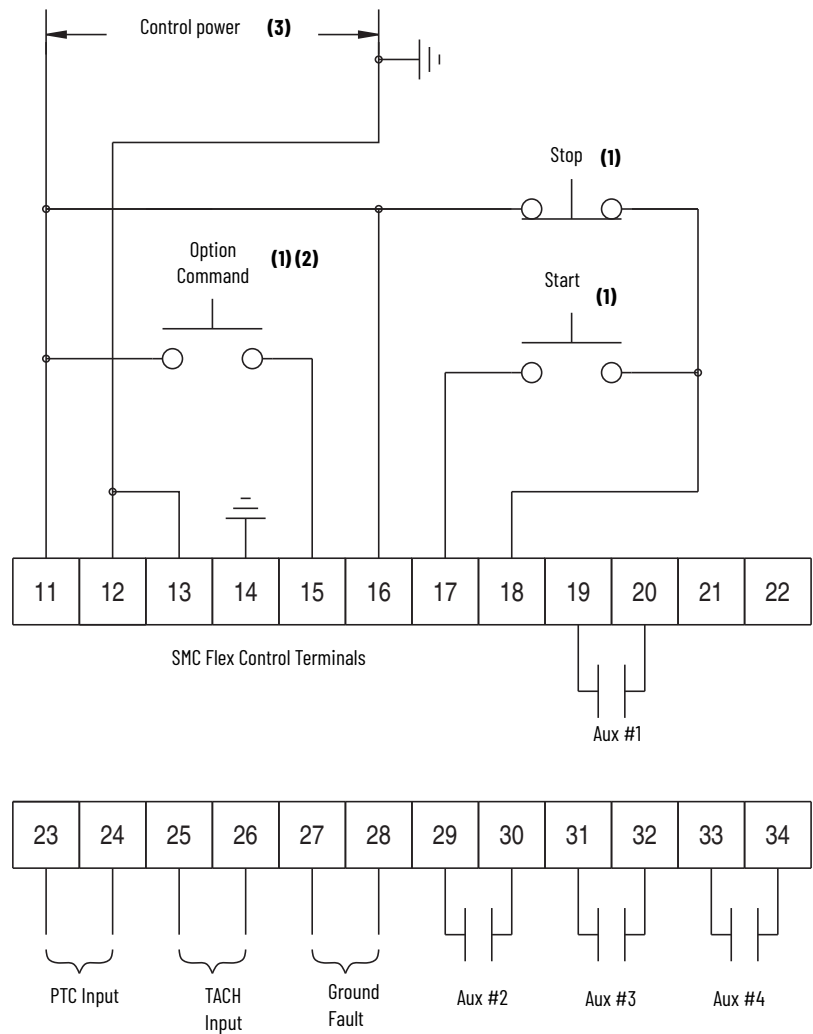 Control power (3)
Stop (1)
Option
Command
(1) (2)
Start
(1)
11 12 13 14 15 16 17 18 19 20 21 22
SMC Flex Control Terminals
Aux #1
23 24 25 26 27 28 29 30 31 32 33 34
PTC Input
TACH
Input
Ground
Fault
Aux #2
Aux #3
Aux #4